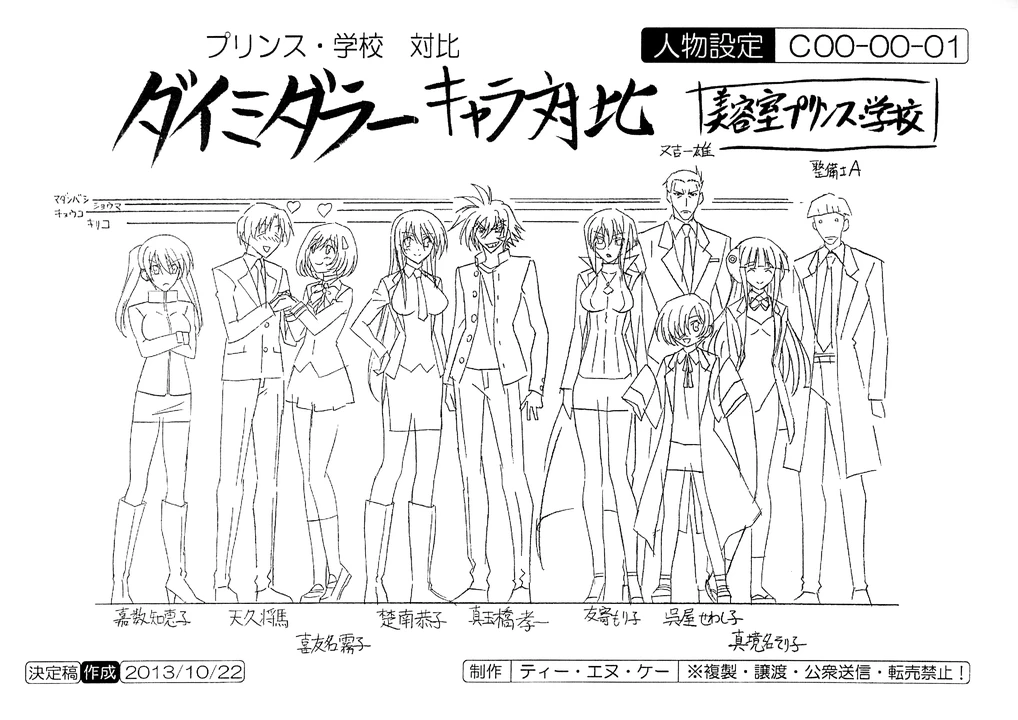 プリンス・学校 対比
人物設定 C00-00-01
ダイミダラー キャラ対比
美容室プリンス・学校
又吉一雄
整備士A
マダンバシ
ショウマ
キョウコ
キリコ
嘉数知恵子
天久将馬
喜友名霧子
楚南恭子
真玉橋孝一
友寄もり子
呉屋せわし子
真境名そり子
決定稿 作成 2013/10/22
制作 ティー・エヌ・ケー ※複製・譲渡・公衆送信・転売禁止!